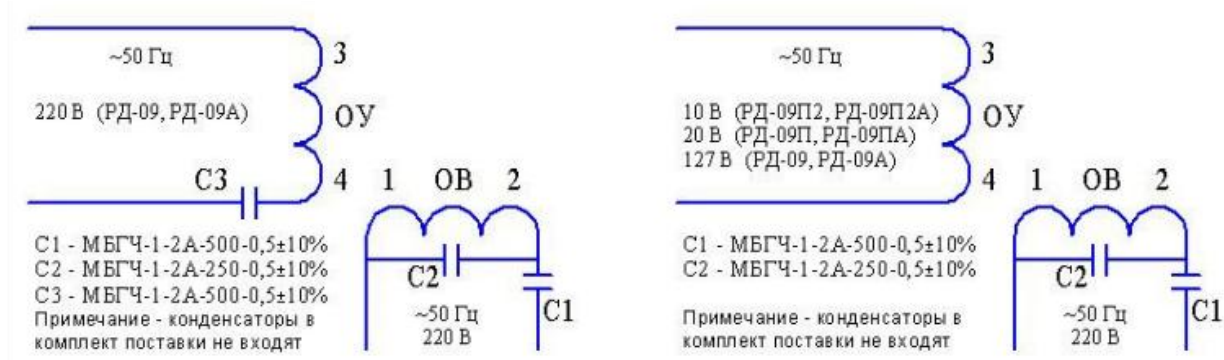 ~50 Гц
3
220 В (РД-09, РД-09А)
ОУ
С3
4
1 ОВ 2
С1 - МБГЧ-1-2А-500-0,5±10%
С2 - МБГЧ-1-2А-250-0,5±10%
С3 - МБГЧ-1-2А-500-0,5±10%
Примечание - конденсаторы в
комплект поставки не входят
С2
С1
~50 Гц
220 В
~50 Гц
3
10 В (РД-09П2, РД-09П2А)
20 В (РД-09П, РД-09ПА)
127 В (РД-09, РД-09А)
ОУ
4
1 ОВ 2
С1 - МБГЧ-1-2А-500-0,5±10%
С2 - МБГЧ-1-2А-250-0,5±10%
Примечание - конденсаторы в
комплект поставки не входят
С2
С1
~50 Гц
220 В